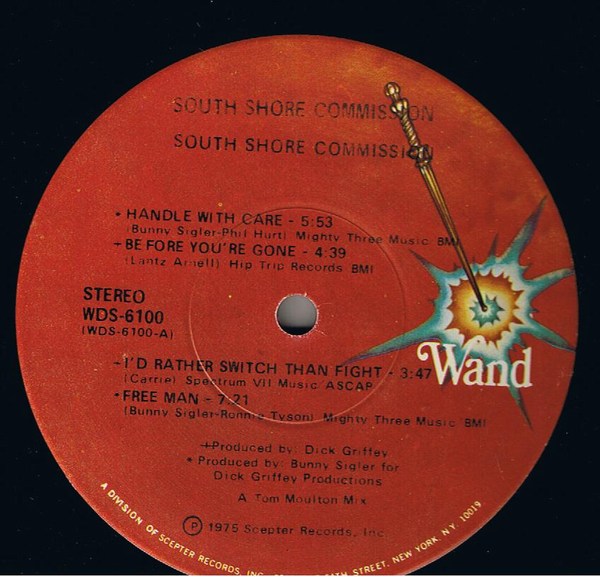 SOUTH SHORE COMMISSION
SOUTH SHORE COMMISSION
* HANDLE WITH CARE - 5:53
(Bunny Sigler-Phil Hurt) Mighty Three Music BMI
+ BEFORE YOU'RE GONE - 4:39
(Lantz Arnell) Hip Trip Records BMI
STEREO
WDS-6100
(WDS-6100-A)
+ I'D RATHER SWITCH THAN FIGHT - 3:47
(Carrie) Spectrum VII Music ASCAP
* FREE MAN - 7:21
(Bunny Sigler-Ronnie Tyson) Mighty Three Music BMI
Wand
+Produced by: Dick Griffey
* Produced by: Bunny Sigler for
Dick Griffey Productions
A Tom Moulton Mix
Ⓟ 1975 Scepter Records, Inc.
A DIVISION OF SCEPTER RECORDS, INC. STREET, NEW YORK, N.Y. 10019